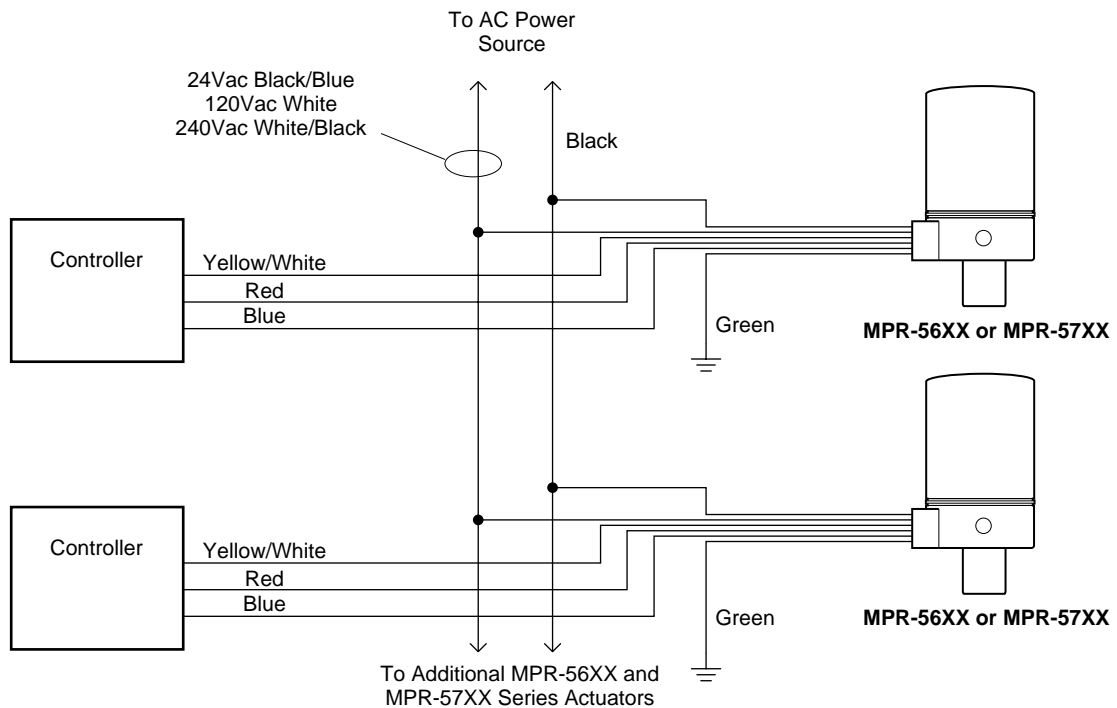 To AC Power
Source
24Vac Black/Blue
120Vac White
240Vac White/Black
Black
Controller
Yellow/White
Red
Blue
Green
MPR-56XX or MPR-57XX
Controller
Yellow/White
Red
Blue
Green
MPR-56XX or MPR-57XX
To Additional MPR-56XX and
MPR-57XX Series Actuators